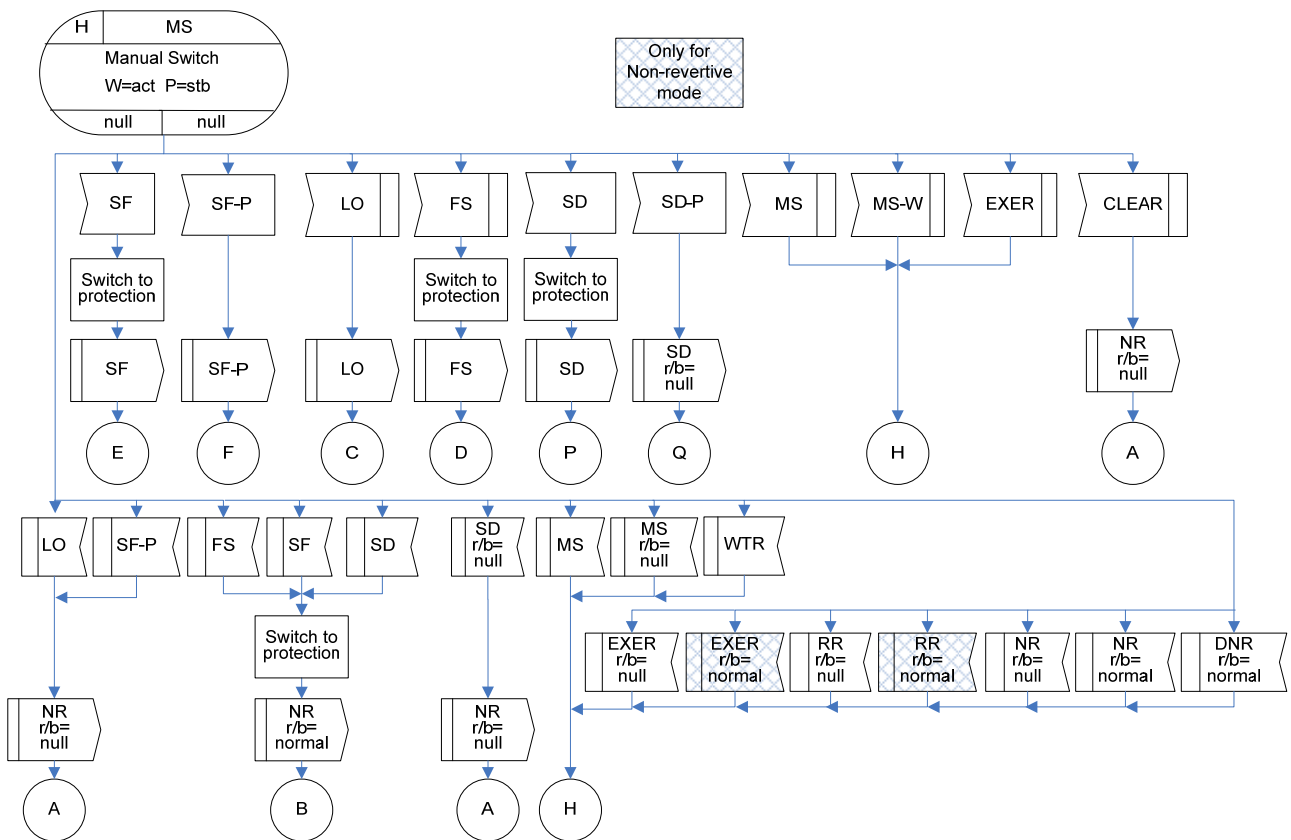 H MS
Manual Switch
W=act P=stb
null null
Only for
Non-revertive
mode
SF SF-P LO FS SD SD-P MS MS-W EXER CLEAR
Switch to
protection
Switch to
protection
Switch to
protection
SF SF-P LO FS SD
SD
r/b=
null
NR
r/b=
null
E F C D P Q H A
LO SF-P FS SF SD
SD
r/b=
null
MS
MS
r/b=
null
WTR
Switch to
protection
EXER
r/b=
null
EXER
r/b=
normal
RR
r/b=
null
RR
r/b=
normal
NR
r/b=
null
NR
r/b=
normal
DNR
r/b=
normal
NR
r/b=
null
NR
r/b=
normal
NR
r/b=
null
A B A H